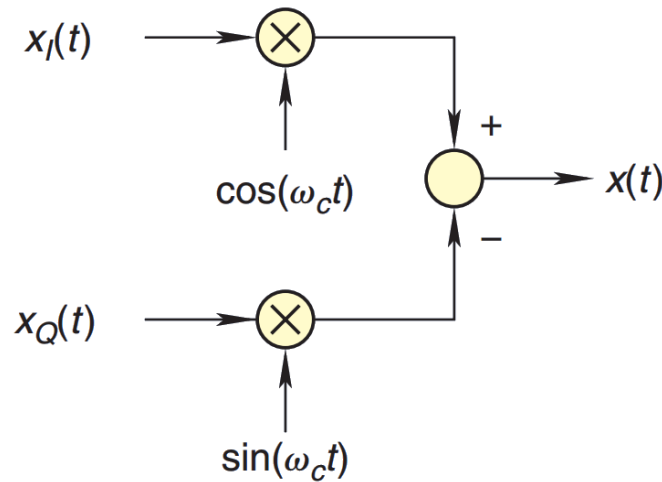 x_I(t)
cos(ω_c t)
+
x(t)
−
x_Q(t)
sin(ω_c t)